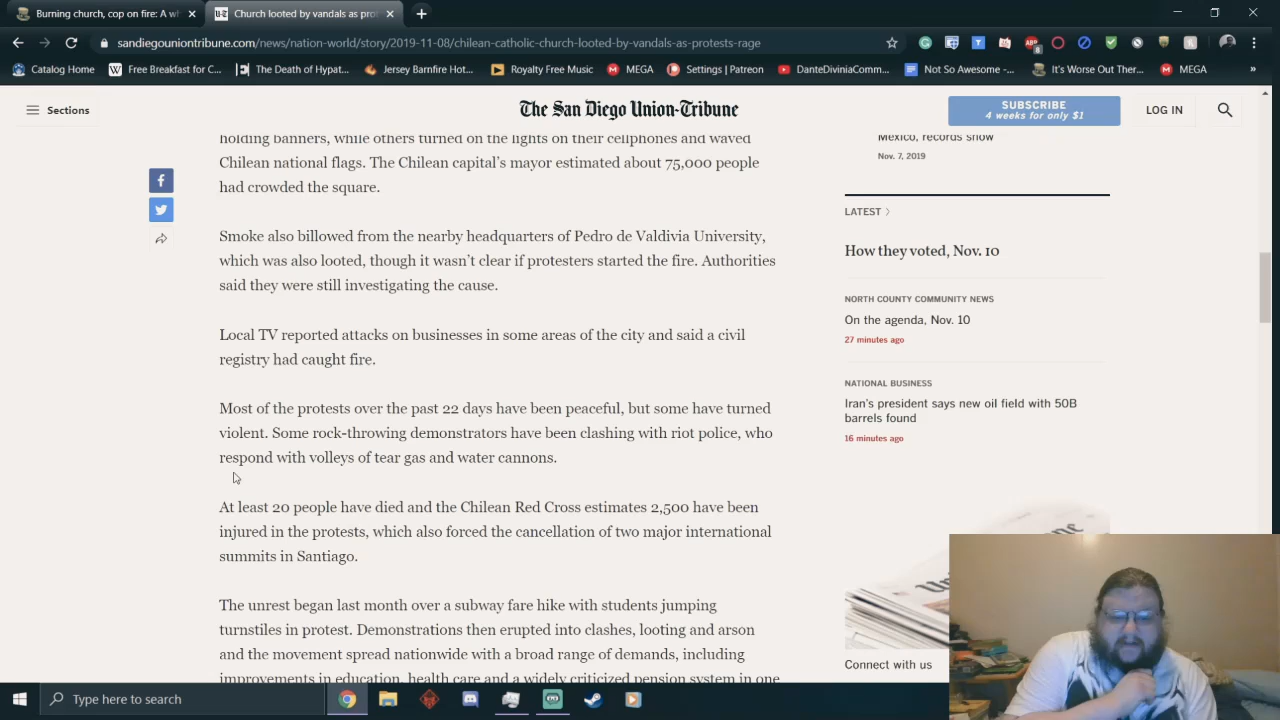 Burning church, cop on fire: A w
Church looted by vandals as pro
sandiegouniontribune.com/news/nation-world/story/2019-11-08/chilean-catholic-church-looted-by-vandals-as-protests-rage
Catalog Home
Free Breakfast for C...
The Death of Hypat...
Jersey Barnfire Hot...
Royalty Free Music
MEGA
Settings | Patreon
DanteDiviniaComm...
Not So Awesome -...
It's Worse Out Ther...
MEGA
»
Sections
The San Diego Union-Tribune
SUBSCRIBE
4 weeks for only $1
LOG IN
holding banners, while others turned on the lights on their cellphones and waved
Chilean national flags. The Chilean capital's mayor estimated about 75,000 people
had crowded the square.
Smoke also billowed from the nearby headquarters of Pedro de Valdivia University,
which was also looted, though it wasn't clear if protesters started the fire. Authorities
said they were still investigating the cause.
Local TV reported attacks on businesses in some areas of the city and said a civil
registry had caught fire.
Most of the protests over the past 22 days have been peaceful, but some have turned
violent. Some rock-throwing demonstrators have been clashing with riot police, who
respond with volleys of tear gas and water cannons.
At least 20 people have died and the Chilean Red Cross estimates 2,500 have been
injured in the protests, which also forced the cancellation of two major international
summits in Santiago.
The unrest began last month over a subway fare hike with students jumping
turnstiles in protest. Demonstrations then erupted into clashes, looting and arson
and the movement spread nationwide with a broad range of demands, including
improvements in education, health care and a widely criticized pension system in one
Mexico, records show
Nov. 7, 2019
LATEST
How they voted, Nov. 10
NORTH COUNTY COMMUNITY NEWS
On the agenda, Nov. 10
27 minutes ago
NATIONAL BUSINESS
Iran's president says new oil field with 50B
barrels found
16 minutes ago
Connect with us
Type here to search